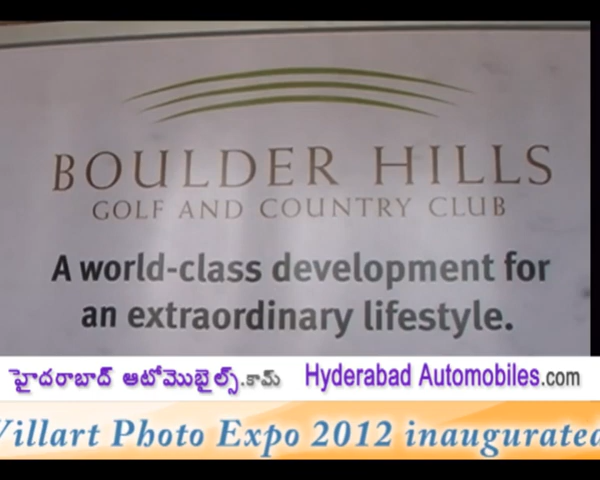 BOULDER HILLS
GOLF AND COUNTRY CLUB
A world-class development for
an extraordinary lifestyle.
హైదరాబాద్ ఆటోమొబైల్స్.కామ్ Hyderabad Automobiles.com
Villart Photo Expo 2012 inaugurated